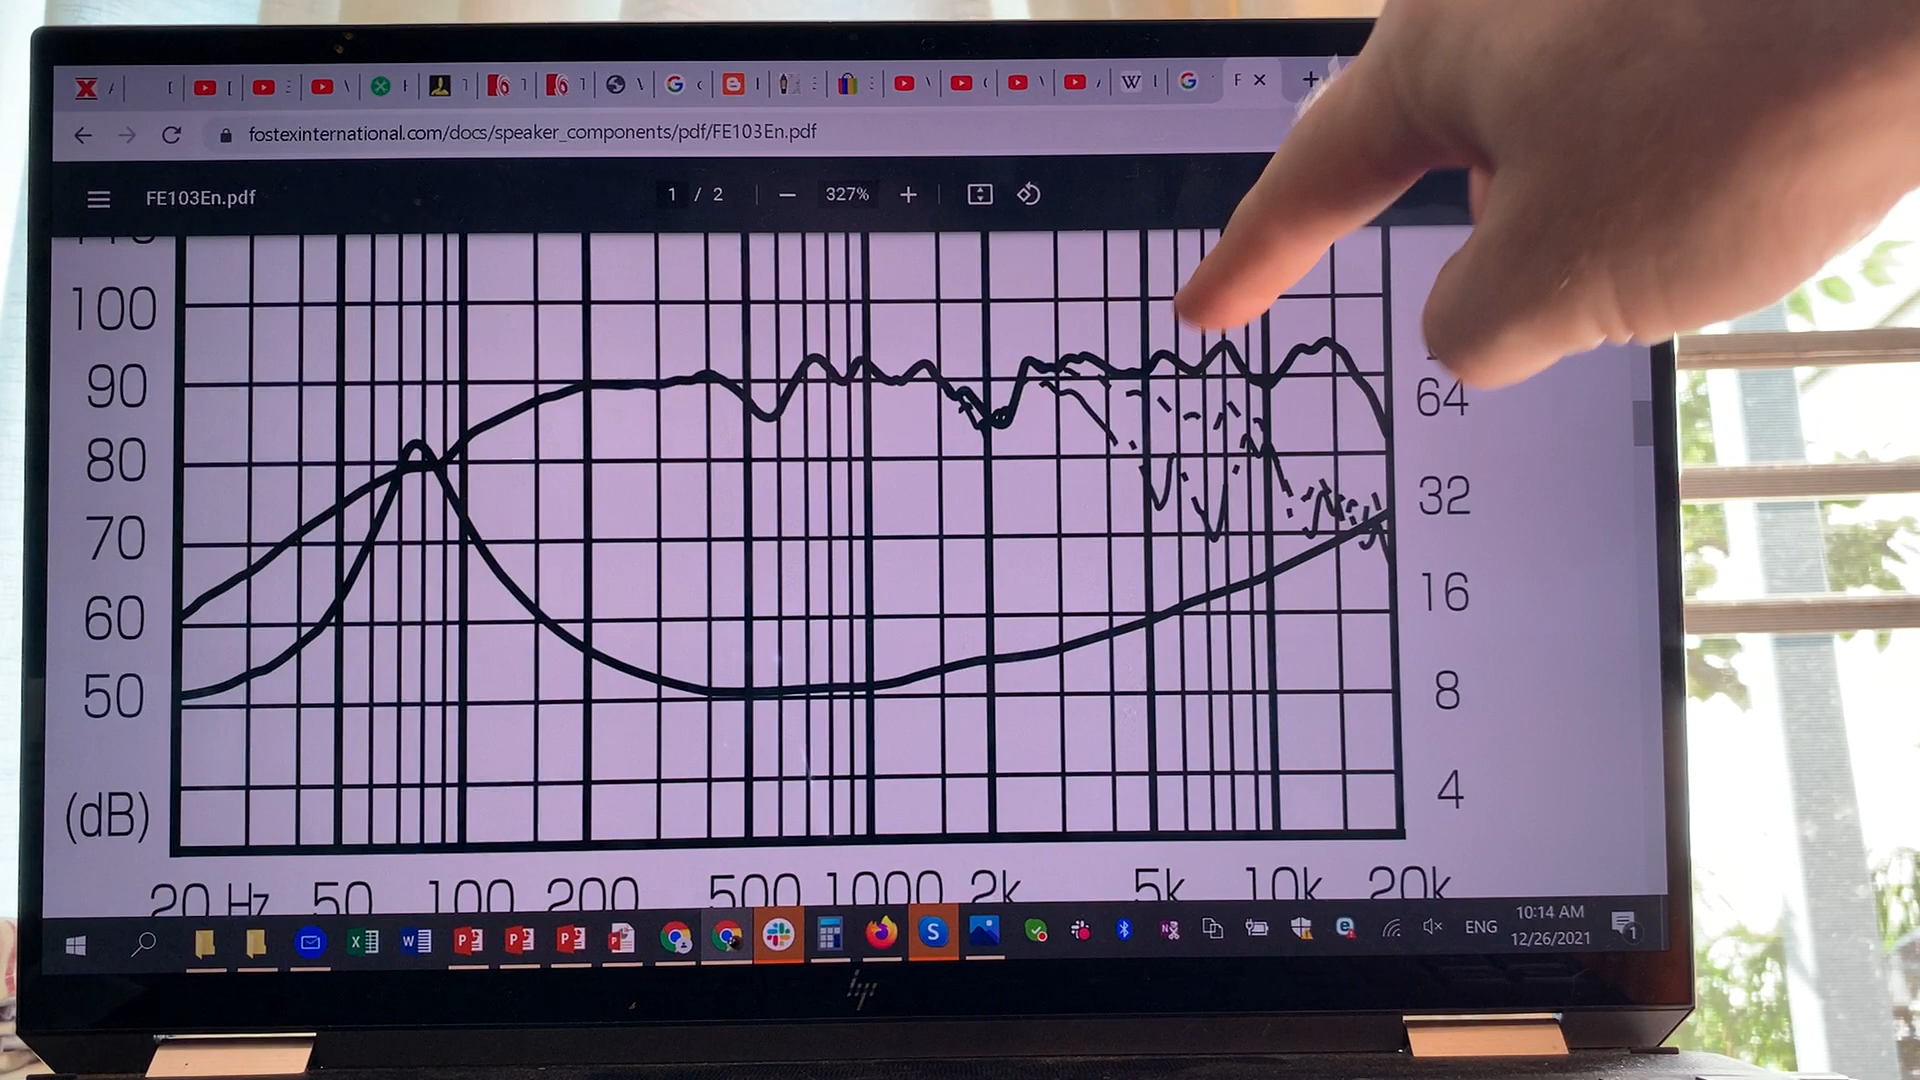 fostexinternational.com/docs/speaker_components/pdf/FE103En.pdf
FE103En.pdf
1 / 2
327%
100
90
80
70
60
50
(dB)
64
32
16
8
4
20 Hz 50 100 200 500 1000 2k 5k 10k 20k
ENG
10:14 AM
12/26/2021
1
hp